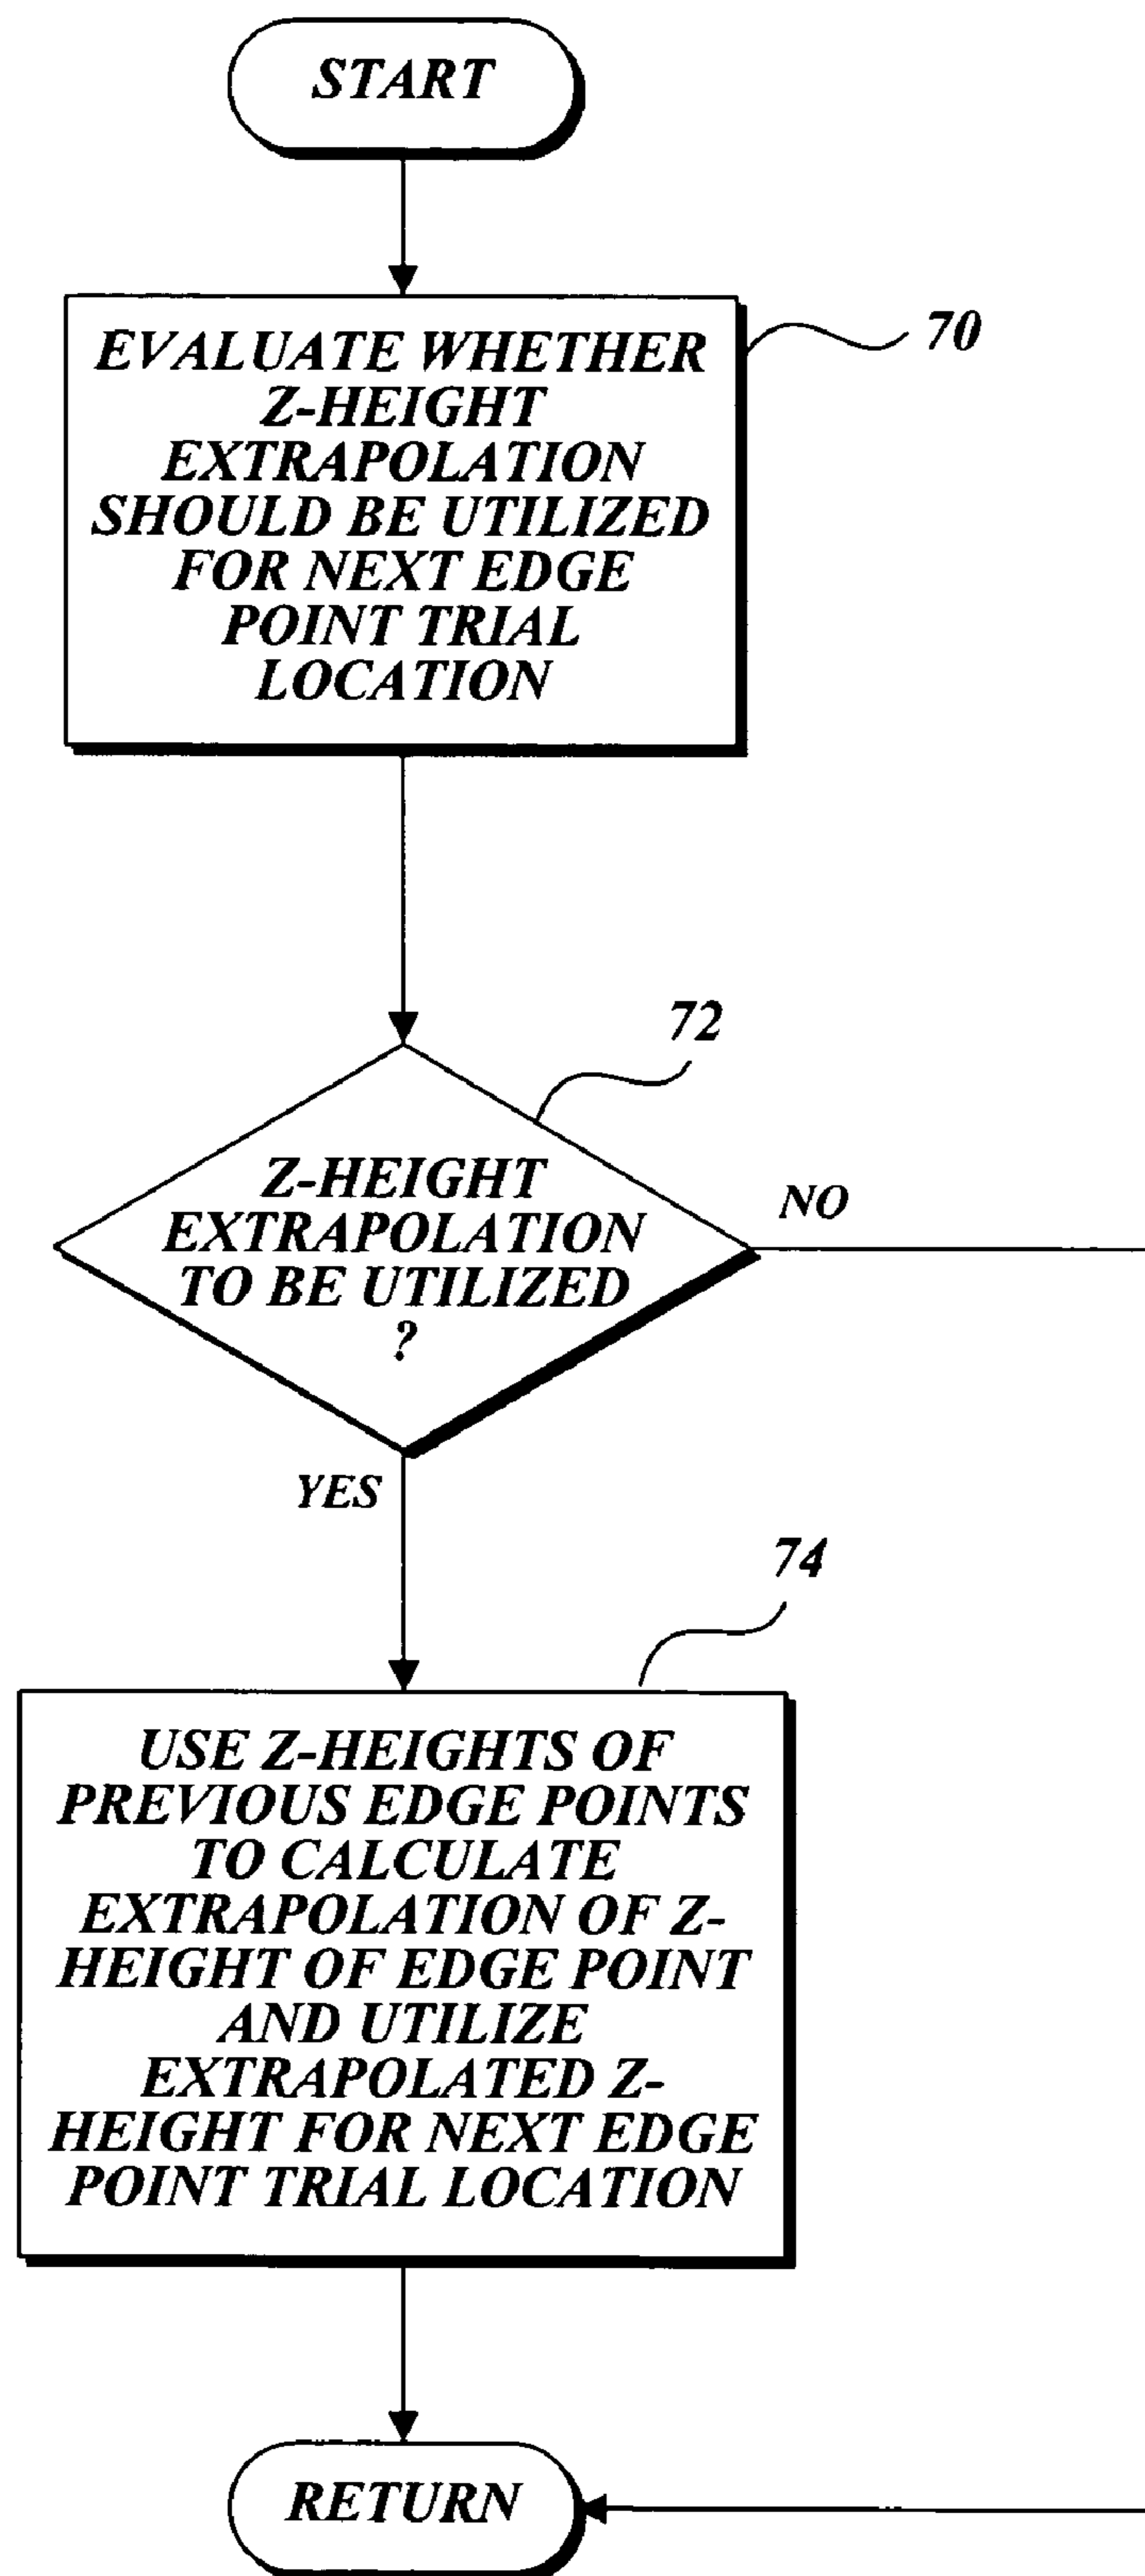 START
EVALUATE WHETHER
Z-HEIGHT
EXTRAPOLATION
SHOULD BE UTILIZED
FOR NEXT EDGE
POINT TRIAL
LOCATION
70
72
Z-HEIGHT
EXTRAPOLATION
TO BE UTILIZED
?
NO
YES
74
USE Z-HEIGHTS OF
PREVIOUS EDGE POINTS
TO CALCULATE
EXTRAPOLATION OF Z-
HEIGHT OF EDGE POINT
AND UTILIZE
EXTRAPOLATED Z-
HEIGHT FOR NEXT EDGE
POINT TRIAL LOCATION
RETURN